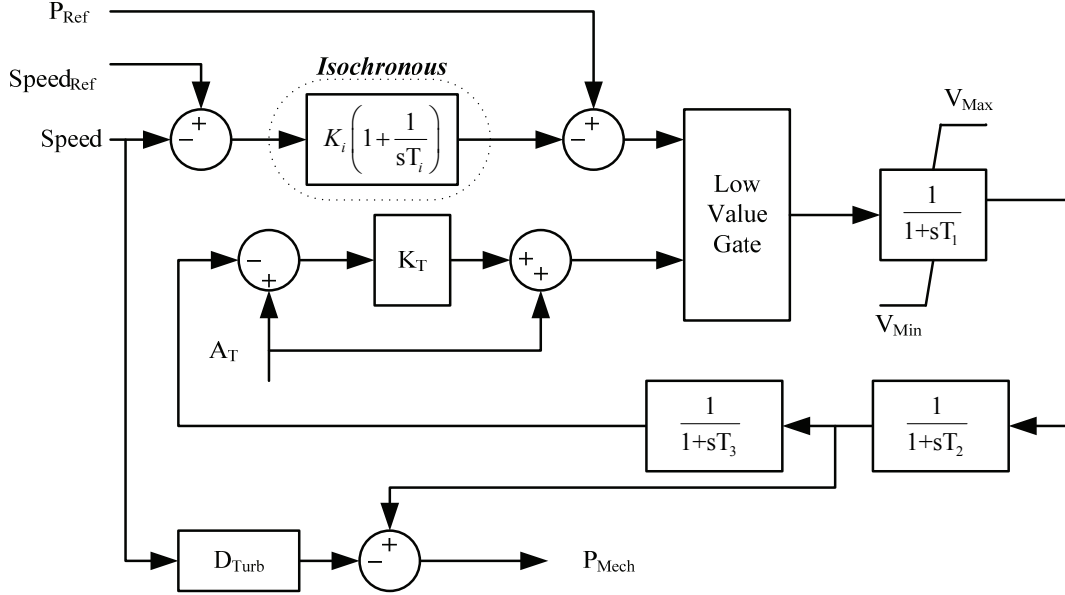 P_Ref
Speed_Ref
Isochronous
Speed
+
−
K_i(1+1/(sT_i))
+
−
V_Max
Low
Value
Gate
1/(1+sT_1)
V_Min
−
+
K_T
+
+
A_T
1/(1+sT_3)
1/(1+sT_2)
D_Turb
+
−
P_Mech